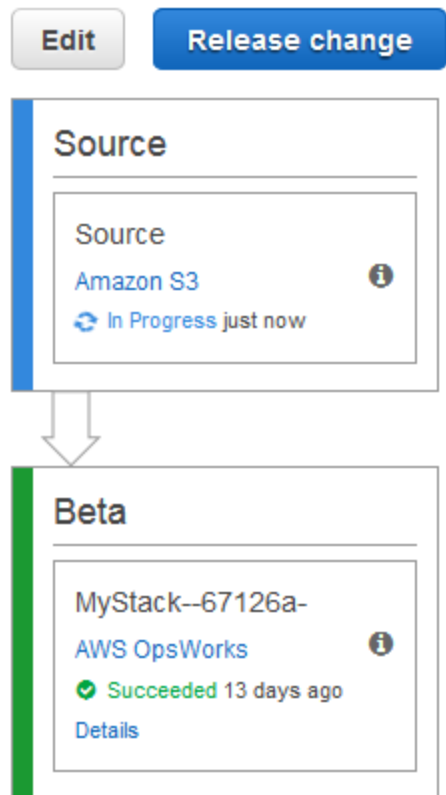 Edit
Release change
Source
Source
Amazon S3
In Progress just now
Beta
MyStack--67126a-
AWS OpsWorks
Succeeded 13 days ago
Details